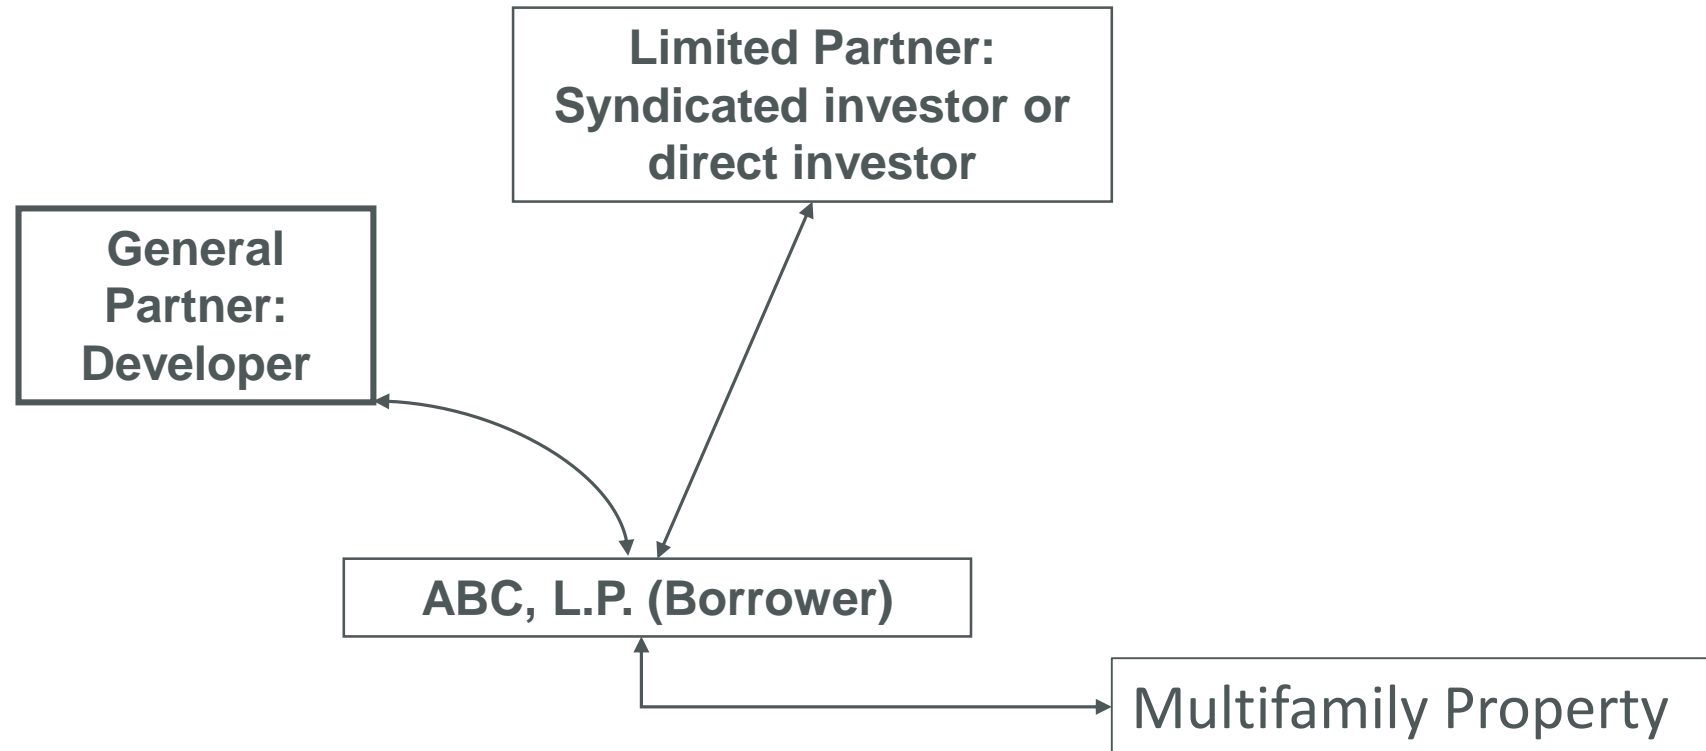 Limited Partner:
Syndicated investor or
direct investor
General
Partner:
Developer
ABC, L.P. (Borrower)
Multifamily Property